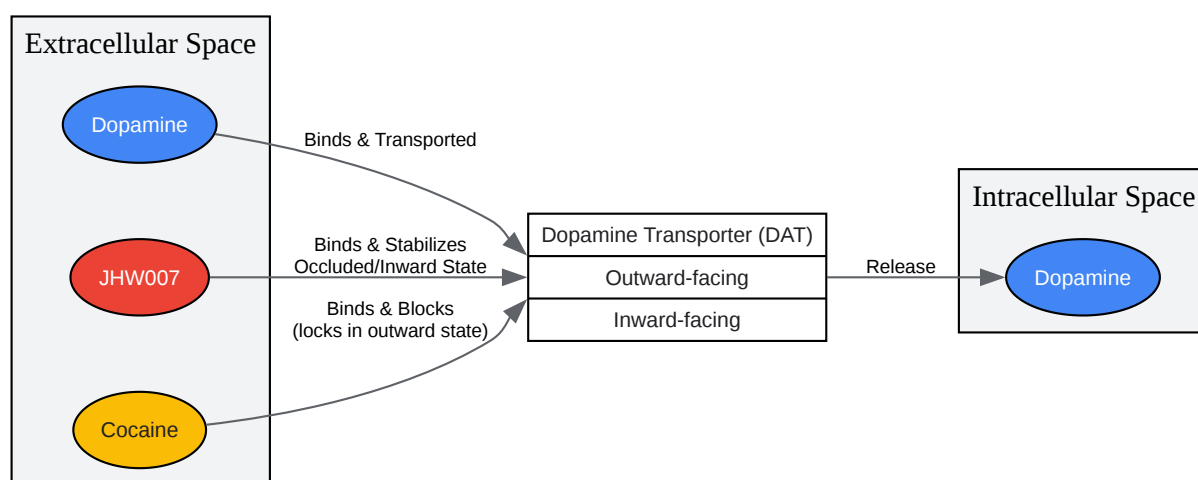 Extracellular Space
Dopamine
Binds & Transported
JHW007
Binds & Stabilizes
Occluded/Inward State
Cocaine
Binds & Blocks
(locks in outward state)
Dopamine Transporter (DAT)
Outward-facing
Inward-facing
Release
Intracellular Space
Dopamine